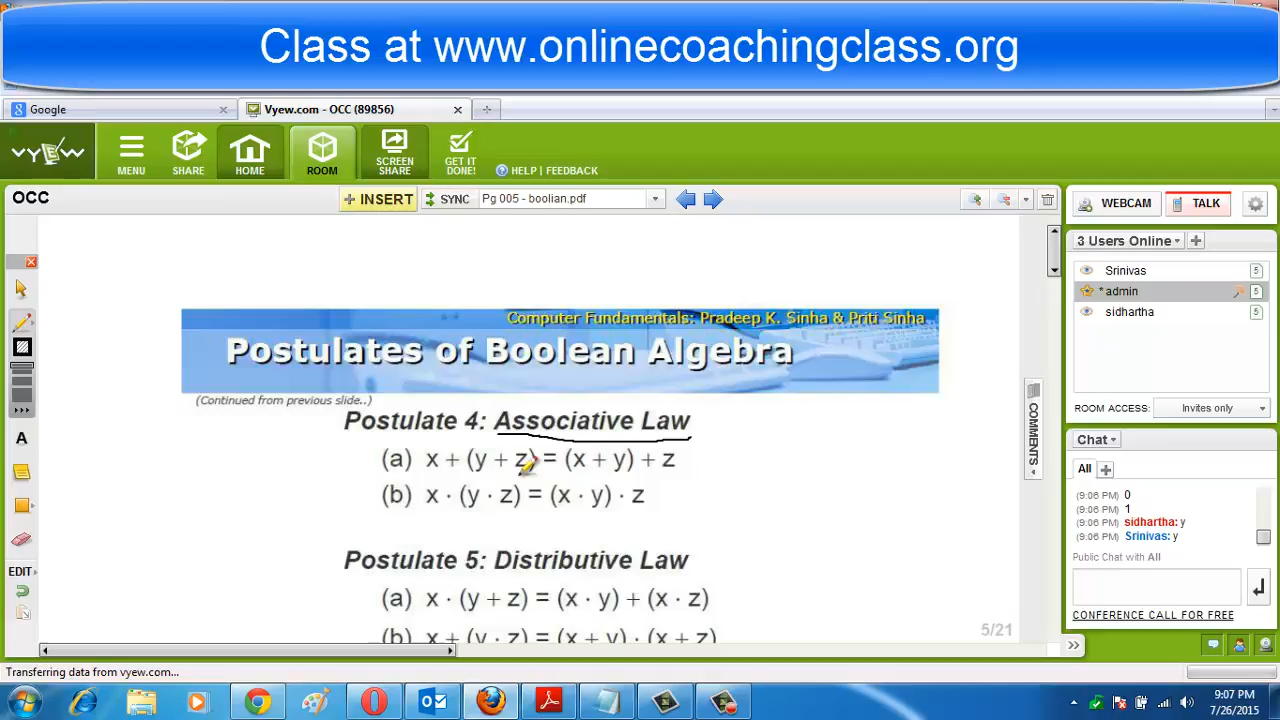 Class at www.onlinecoachingclass.org
Google
Vyew.com - OCC (89856)
VYEW
MENU
SHARE
HOME
ROOM
SCREEN SHARE
GET IT DONE!
HELP | FEEDBACK
OCC
INSERT
SYNC
Pg 005 - boolian.pdf
WEBCAM
TALK
3 Users Online
Srinivas
5
*admin
5
sidhartha
5
ROOM ACCESS:
Invites only
COMMENTS
Chat
All
(9:06 PM) 0
(9:06 PM) 1
(9:06 PM) sidhartha: y
(9:06 PM) Srinivas: y
Public Chat with All
CONFERENCE CALL FOR FREE
A
EDIT
Computer Fundamentals: Pradeep K. Sinha & Priti Sinha
Postulates of Boolean Algebra
(Continued from previous slide..)
Postulate 4: Associative Law
(a) x + (y + z) = (x + y) + z
(b) x · (y · z) = (x · y) · z
Postulate 5: Distributive Law
(a) x · (y + z) = (x · y) + (x · z)
(b) x + (y · z) = (x + y) · (x + z)
5/21
Transferring data from vyew.com...
9:07 PM
7/26/2015